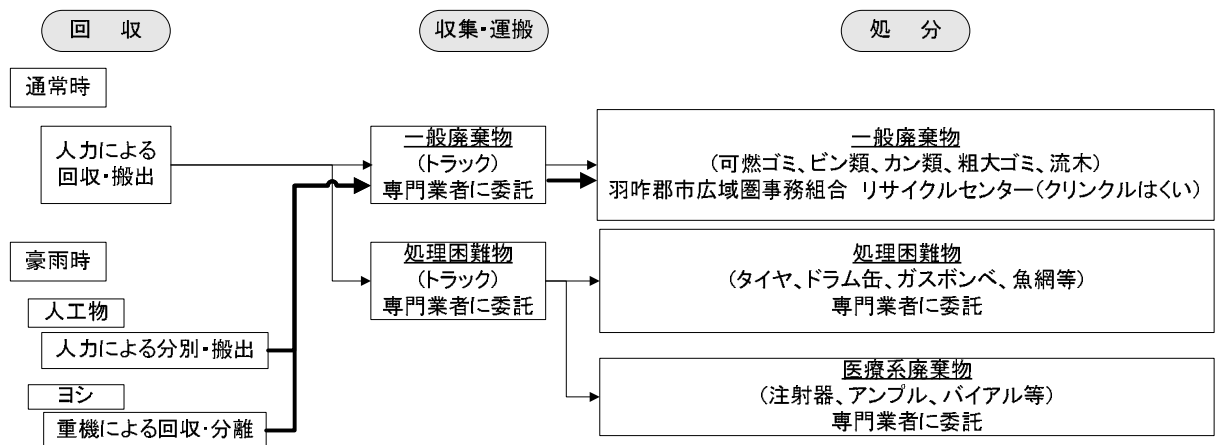 回　収
収集・運搬
処　分
通常時
人力による
回収・搬出
一般廃棄物
(トラック)
専門業者に委託
一般廃棄物
(可燃ゴミ、ビン類、カン類、粗大ゴミ、流木)
羽咋郡市広域圏事務組合　リサイクルセンター(クリンクルはくい)
豪雨時
処理困難物
(トラック)
専門業者に委託
処理困難物
(タイヤ、ドラム缶、ガスボンベ、魚網等)
専門業者に委託
人工物
人力による分別・搬出
ヨシ
重機による回収・分離
医療系廃棄物
(注射器、アンプル、バイアル等)
専門業者に委託